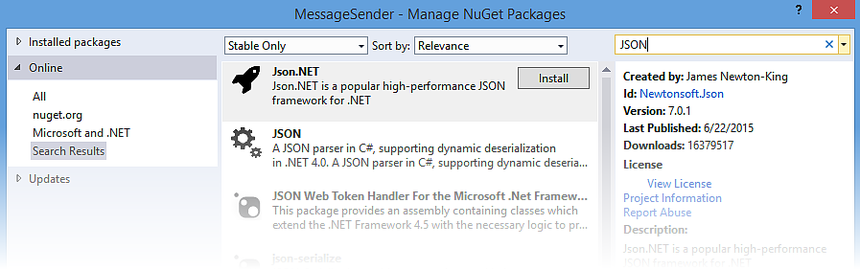 MessageSender - Manage NuGet Packages
Installed packages
Online
All
nuget.org
Microsoft and .NET
Search Results
Updates
Stable Only
Sort by: Relevance
Json.NET
Json.NET is a popular high-performance JSON
framework for .NET
Install
JSON
A JSON parser in C#, supporting dynamic deserialization
in .NET 4.0. A JSON parser in C#, supporting dynamic deseria...
JSON Web Token Handler For the Microsoft .Net Framew...
This package provides an assembly containing classes which
extend the .NET Framework 4.5 with the necessary logic to pr...
json-serialize
JSON
Created by: James Newton-King
Id: Newtonsoft.Json
Version: 7.0.1
Last Published: 6/22/2015
Downloads: 16379517
License
View License
Project Information
Report Abuse
Description:
Json.NET is a popular high-performance
JSON framework for .NET